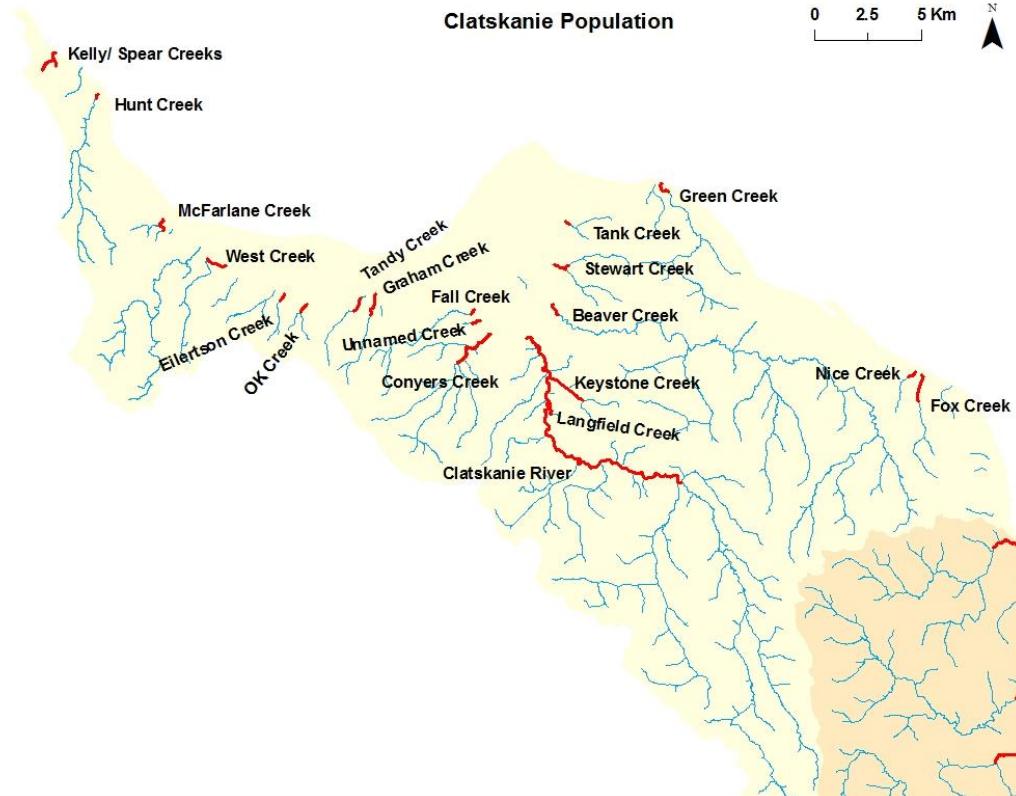 Clatskanie Population
0 2.5 5 Km
N
Kelly/ Spear Creeks
Hunt Creek
McFarlane Creek
Green Creek
Tank Creek
West Creek
Tandy Creek
Graham Creek
Stewart Creek
Fall Creek
Beaver Creek
Eilertson Creek
OK Creek
Unnamed Creek
Conyers Creek
Keystone Creek
Nice Creek
Fox Creek
Langfield Creek
Clatskanie River